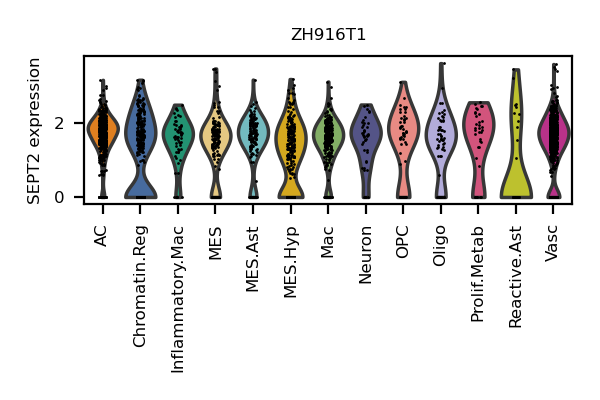 ZH916T1
SEPT2 expression
2
0
AC
Chromatin.Reg
Inflammatory.Mac
MES
MES.Ast
MES.Hyp
Mac
Neuron
OPC
Oligo
Prolif.Metab
Reactive.Ast
Vasc